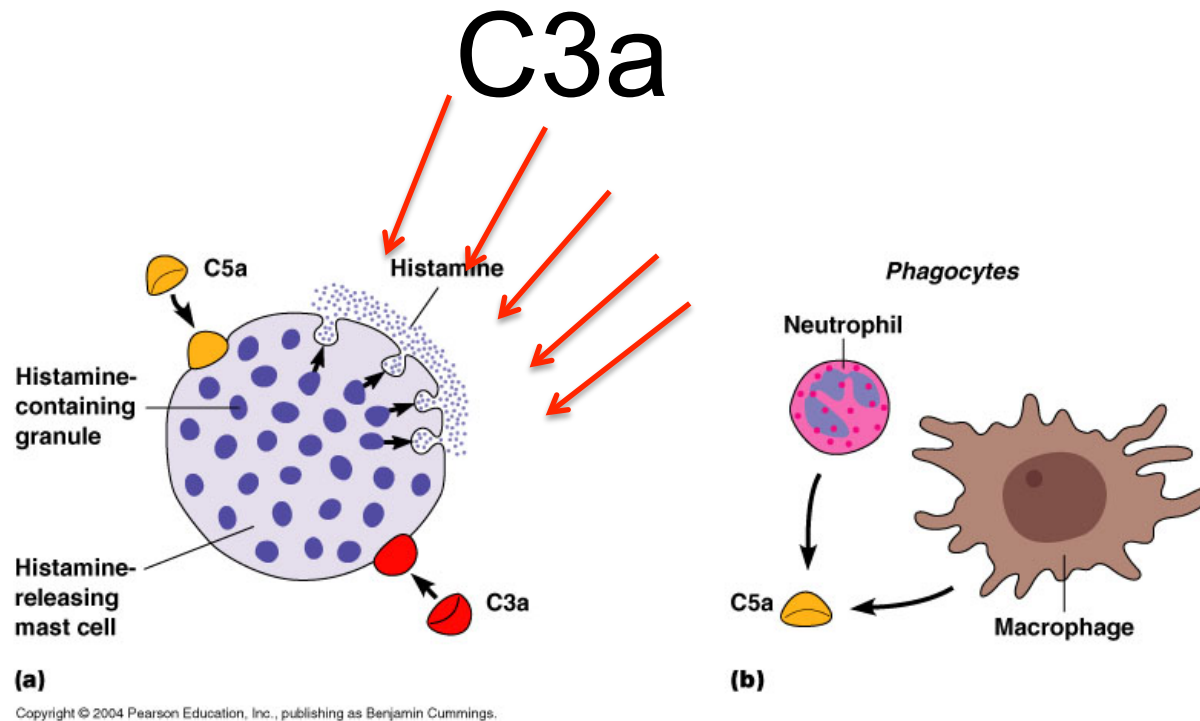 C3a
C5a
Histamine
Histamine-
containing
granule
Histamine-
releasing
mast cell
C3a
(a)
Phagocytes
Neutrophil
C5a
Macrophage
(b)
Copyright © 2004 Pearson Education, Inc., publishing as Benjamin Cummings.